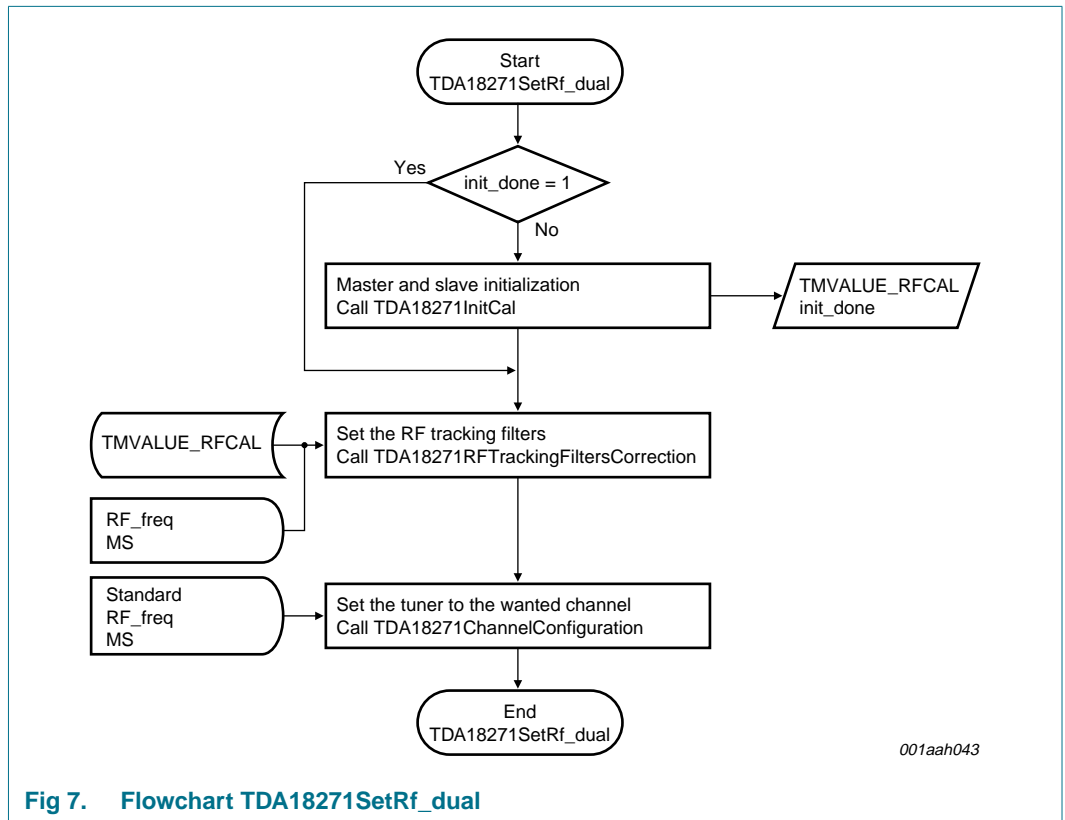 Start
TDA18271SetRf_dual
Yes
init_done = 1
No
Master and slave initialization
Call TDA18271InitCal
TMVALUE_RFCAL
init_done
TMVALUE_RFCAL
Set the RF tracking filters
Call TDA18271RFTrackingFiltersCorrection
RF_freq
MS
Standard
RF_freq
MS
Set the tuner to the wanted channel
Call TDA18271ChannelConfiguration
End
TDA18271SetRf_dual
001aah043
Fig 7. Flowchart TDA18271SetRf_dual